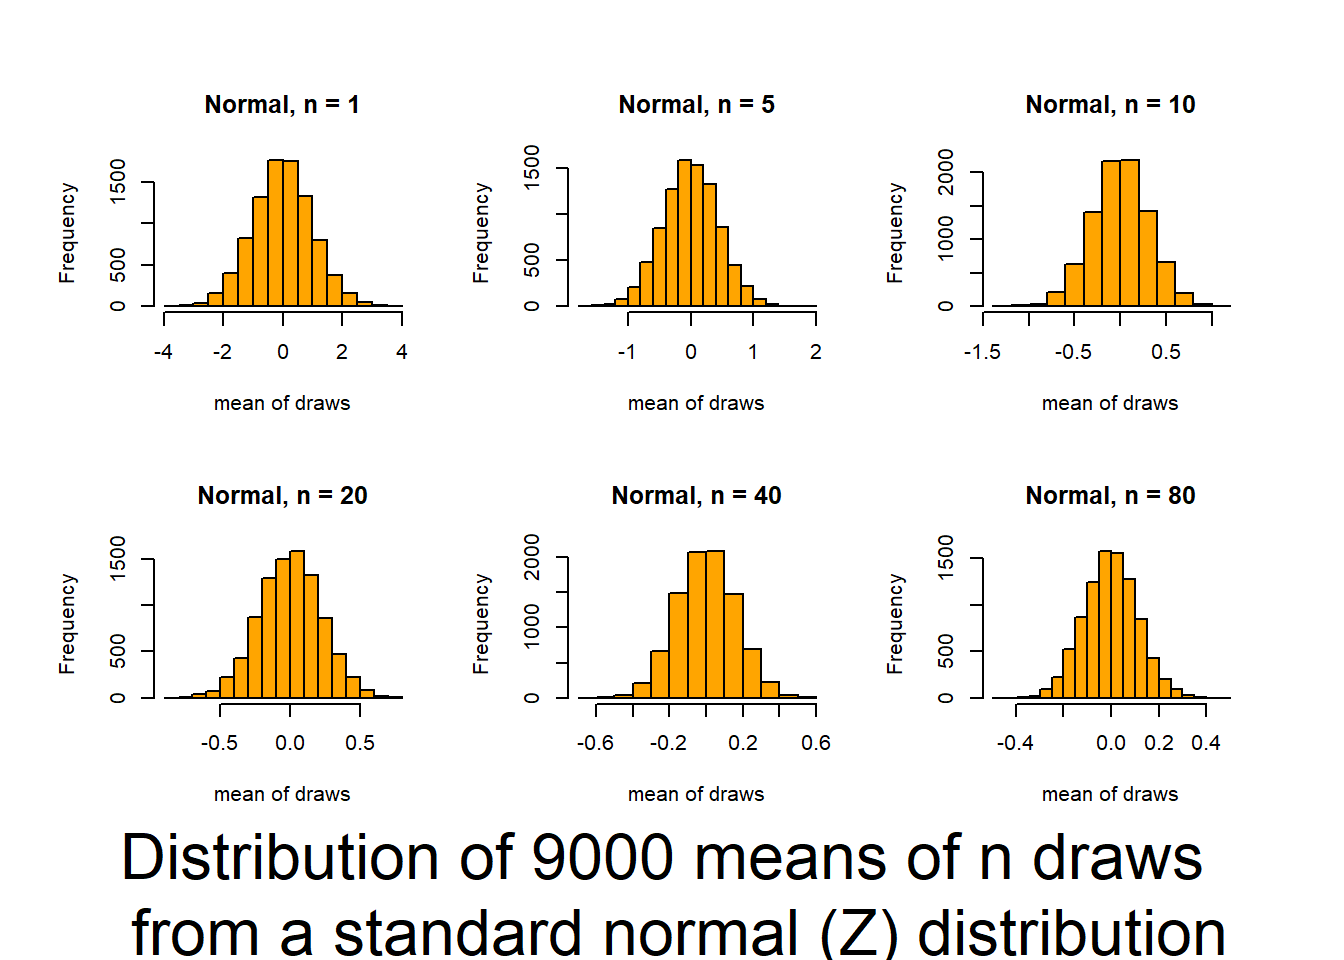 Normal, n = 1
Frequency
0 500 1500
-4 -2 0 2 4
mean of draws
Normal, n = 5
Frequency
0 500 1500
-1 0 1 2
mean of draws
Normal, n = 10
Frequency
0 1000 2000
-1.5 -0.5 0.5
mean of draws
Normal, n = 20
Frequency
0 500 1500
-0.5 0.0 0.5
mean of draws
Normal, n = 40
Frequency
0 1000 2000
-0.6 -0.2 0.2 0.6
mean of draws
Normal, n = 80
Frequency
0 500 1500
-0.4 0.0 0.2 0.4
mean of draws
Distribution of 9000 means of n draws
from a standard normal (Z) distribution